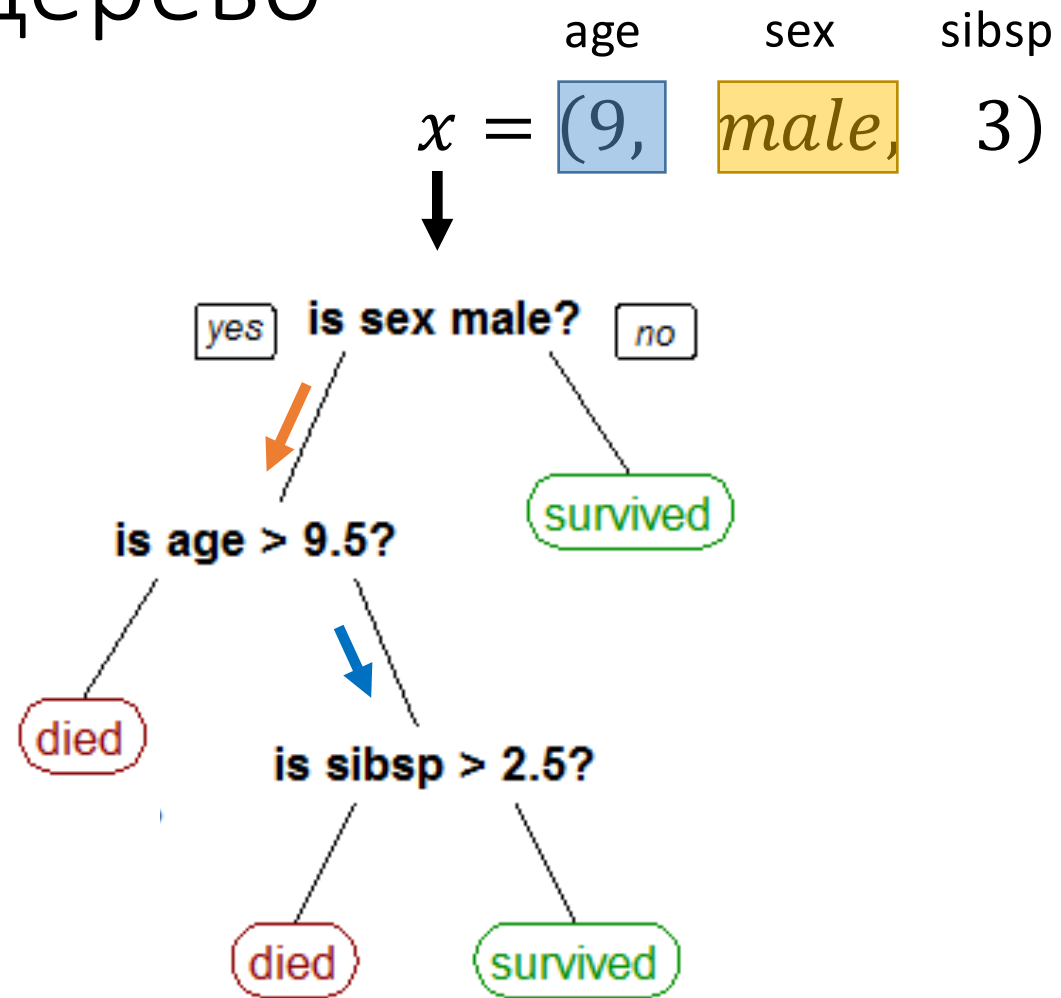 дерево
age sex sibsp
x = (9, male, 3)
yes is sex male? no
survived
is age > 9.5?
died
is sibsp > 2.5?
died survived